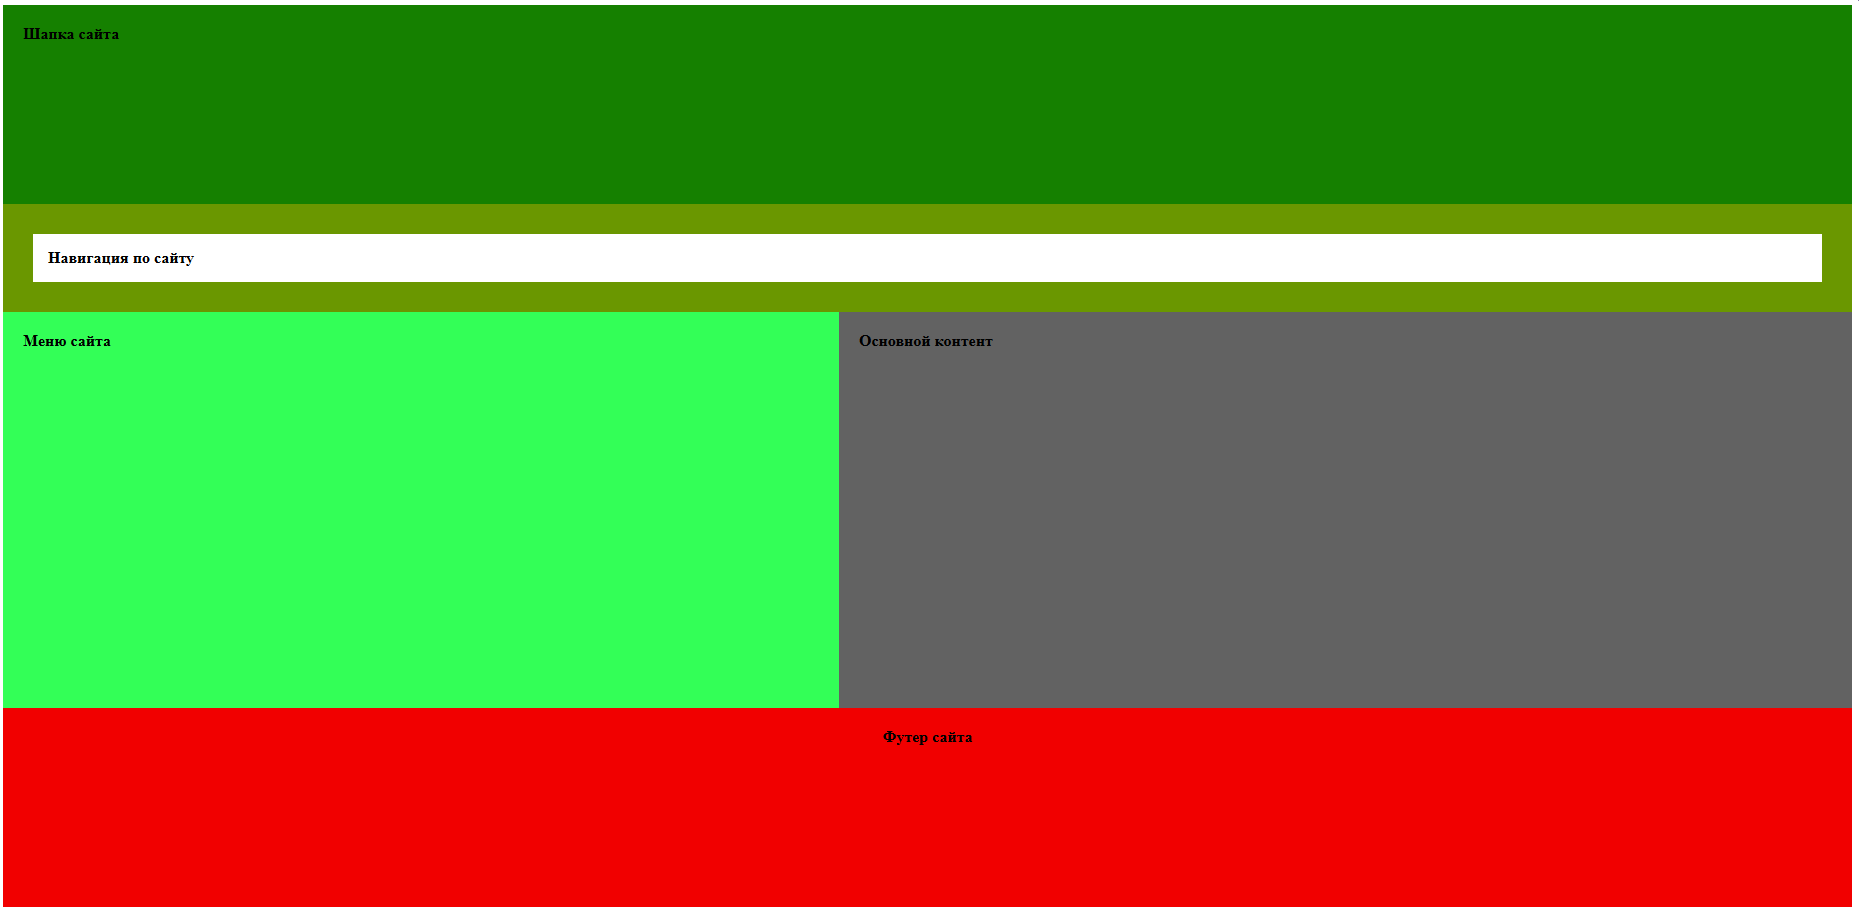 Шапка сайта
Навигация по сайту
Меню сайта
Основной контент
Футер сайта